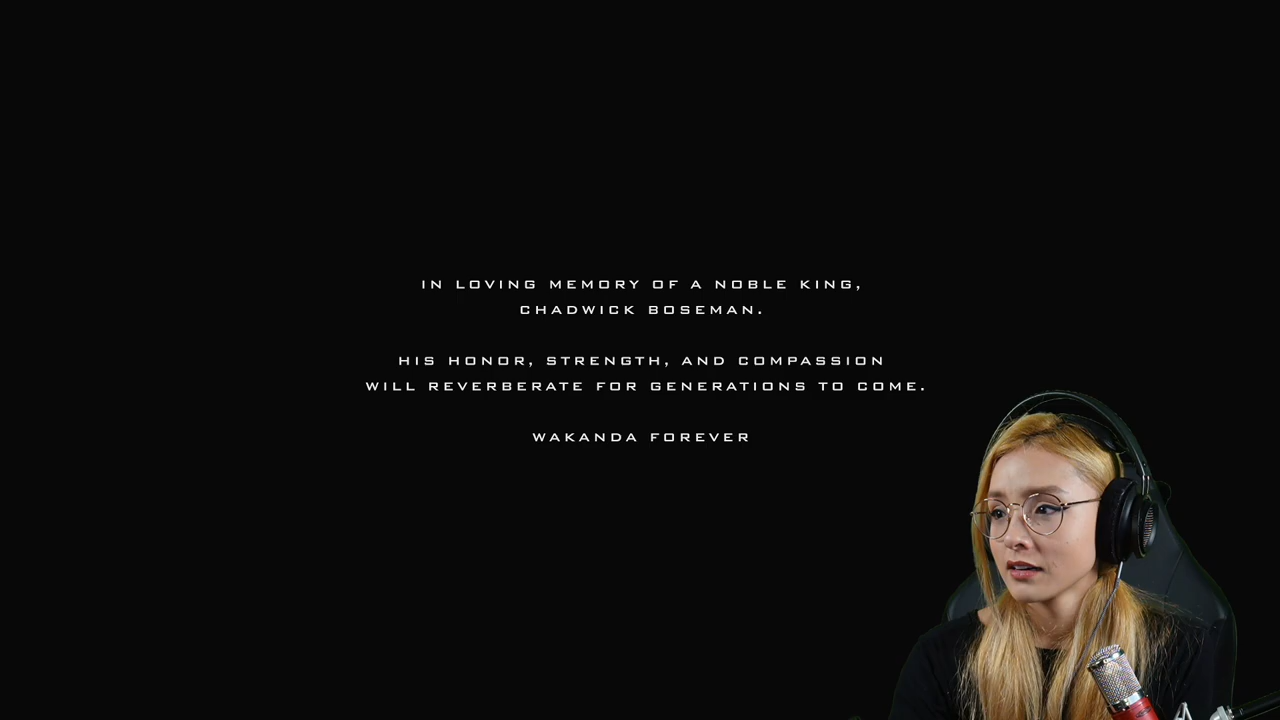 IN LOVING MEMORY OF A NOBLE KING,
CHADWICK BOSEMAN.
HIS HONOR, STRENGTH, AND COMPASSION
WILL REVERBERATE FOR GENERATIONS TO COME.
WAKANDA FOREVER